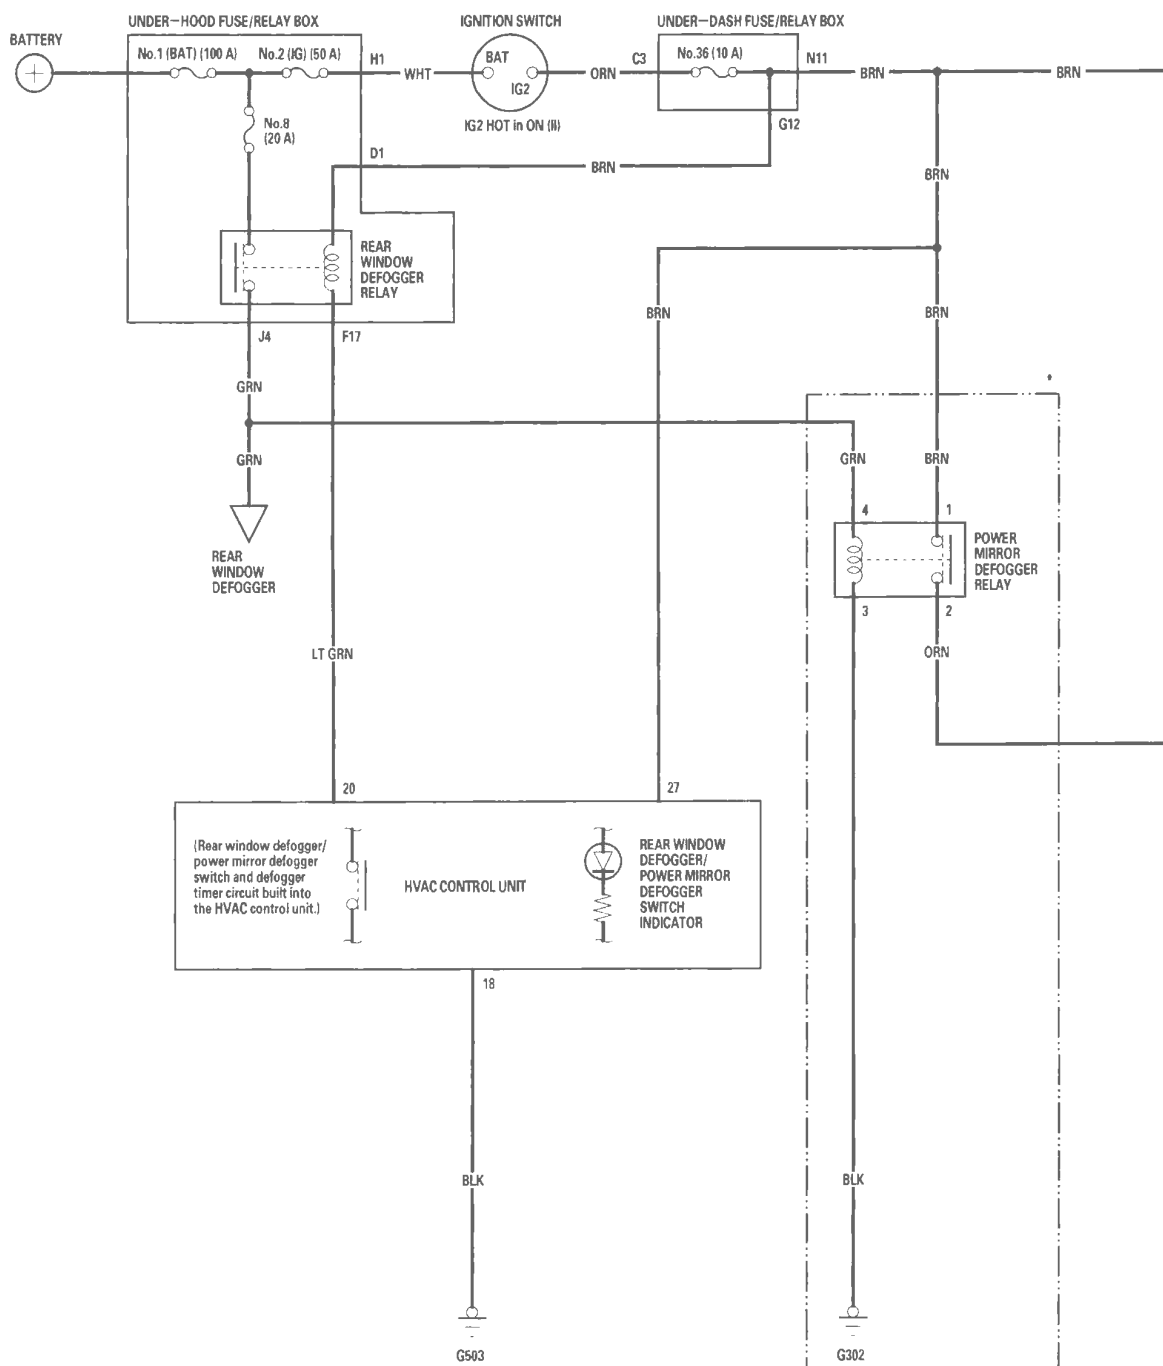 UNDER-HOOD FUSE/RELAY BOX
IGNITION SWITCH
UNDER-DASH FUSE/RELAY BOX
BATTERY
No.1 (BAT) (100 A)
No.2 (IG) (50 A)
H1
WHT
BAT
IG2
ORN
C3
No.36 (10 A)
N11
BRN
BRN
IG2 HOT in ON (II)
G12
No.8
(20 A)
D1
BRN
BRN
REAR
WINDOW
DEFOGGER
RELAY
BRN
BRN
J4
F17
GRN
GRN
GRN
BRN
4
1
REAR
WINDOW
DEFOGGER
POWER
MIRROR
DEFOGGER
RELAY
3
2
LT GRN
ORN
20
27
(Rear window defogger/
power mirror defogger
switch and defogger
timer circuit built into
the HVAC control unit.)
HVAC CONTROL UNIT
REAR WINDOW
DEFOGGER/
POWER MIRROR
DEFOGGER
SWITCH
INDICATOR
18
BLK
BLK
G503
G302